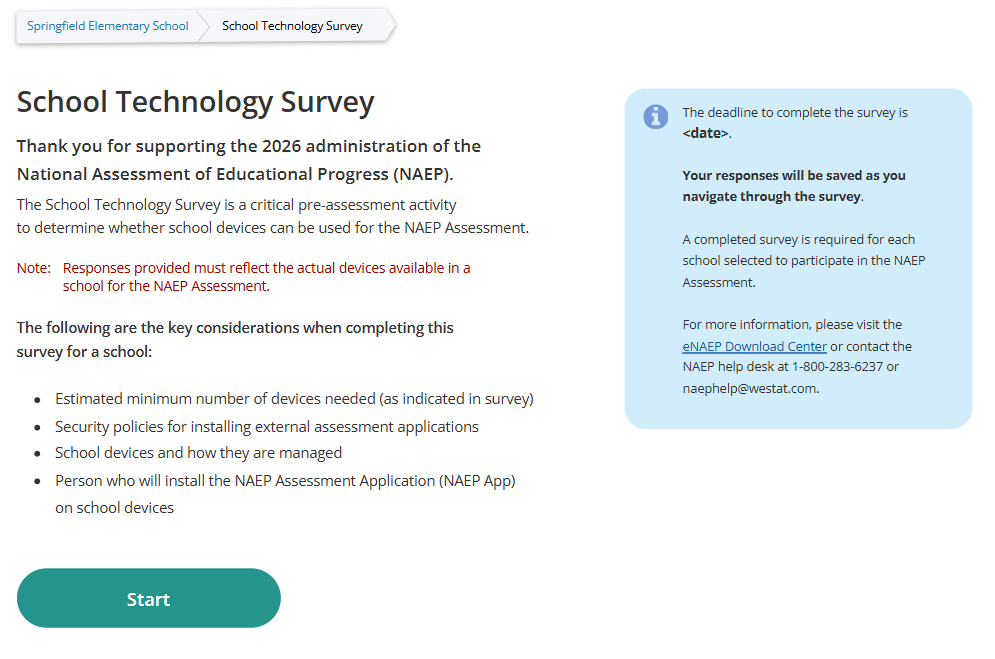 Springfield Elementary School
School Technology Survey
School Technology Survey
Thank you for supporting the 2026 administration of the
National Assessment of Educational Progress (NAEP).
The School Technology Survey is a critical pre-assessment activity
to determine whether school devices can be used for the NAEP Assessment.
Note: Responses provided must reflect the actual devices available in a
school for the NAEP Assessment.
The following are the key considerations when completing this
survey for a school:
• Estimated minimum number of devices needed (as indicated in survey)
• Security policies for installing external assessment applications
• School devices and how they are managed
• Person who will install the NAEP Assessment Application (NAEP App)
on school devices
Start
The deadline to complete the survey is
<date>.
Your responses will be saved as you
navigate through the survey.
A completed survey is required for each
school selected to participate in the NAEP
Assessment.
For more information, please visit the
eNAEP Download Center or contact the
NAEP help desk at 1-800-283-6237 or
naephelp@westat.com.